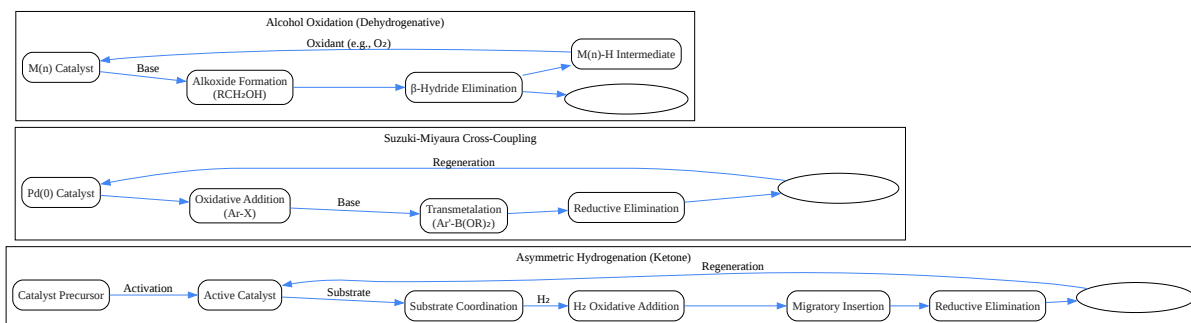 Alcohol Oxidation (Dehydrogenative)
Oxidant (e.g., O₂)
M(n)-H Intermediate
M(n) Catalyst
Base
Alkoxide Formation
(RCH₂OH)
β-Hydride Elimination
Suzuki-Miyaura Cross-Coupling
Regeneration
Pd(0) Catalyst
Oxidative Addition
(Ar-X)
Base
Transmetalation
(Ar'-B(OR)₂)
Reductive Elimination
Asymmetric Hydrogenation (Ketone)
Regeneration
Catalyst Precursor
Activation
Active Catalyst
Substrate
Substrate Coordination
H₂
H₂ Oxidative Addition
Migratory Insertion
Reductive Elimination